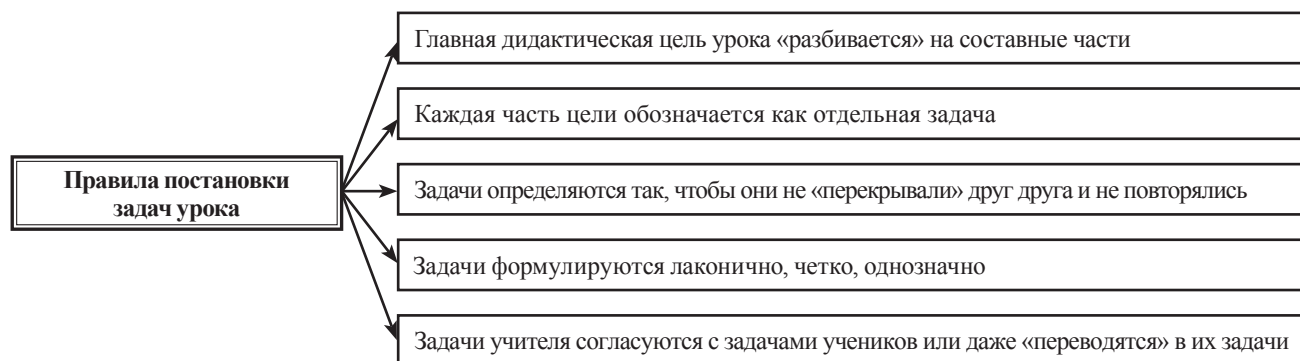 Главная дидактическая цель урока «разбивается» на составные части
Каждая часть цели обозначается как отдельная задача
Правила постановки
задач урока
Задачи определяются так, чтобы они не «перекрывали» друг друга и не повторялись
Задачи формулируются лаконично, четко, однозначно
Задачи учителя согласуются с задачами учеников или даже «переводятся» в их задачи